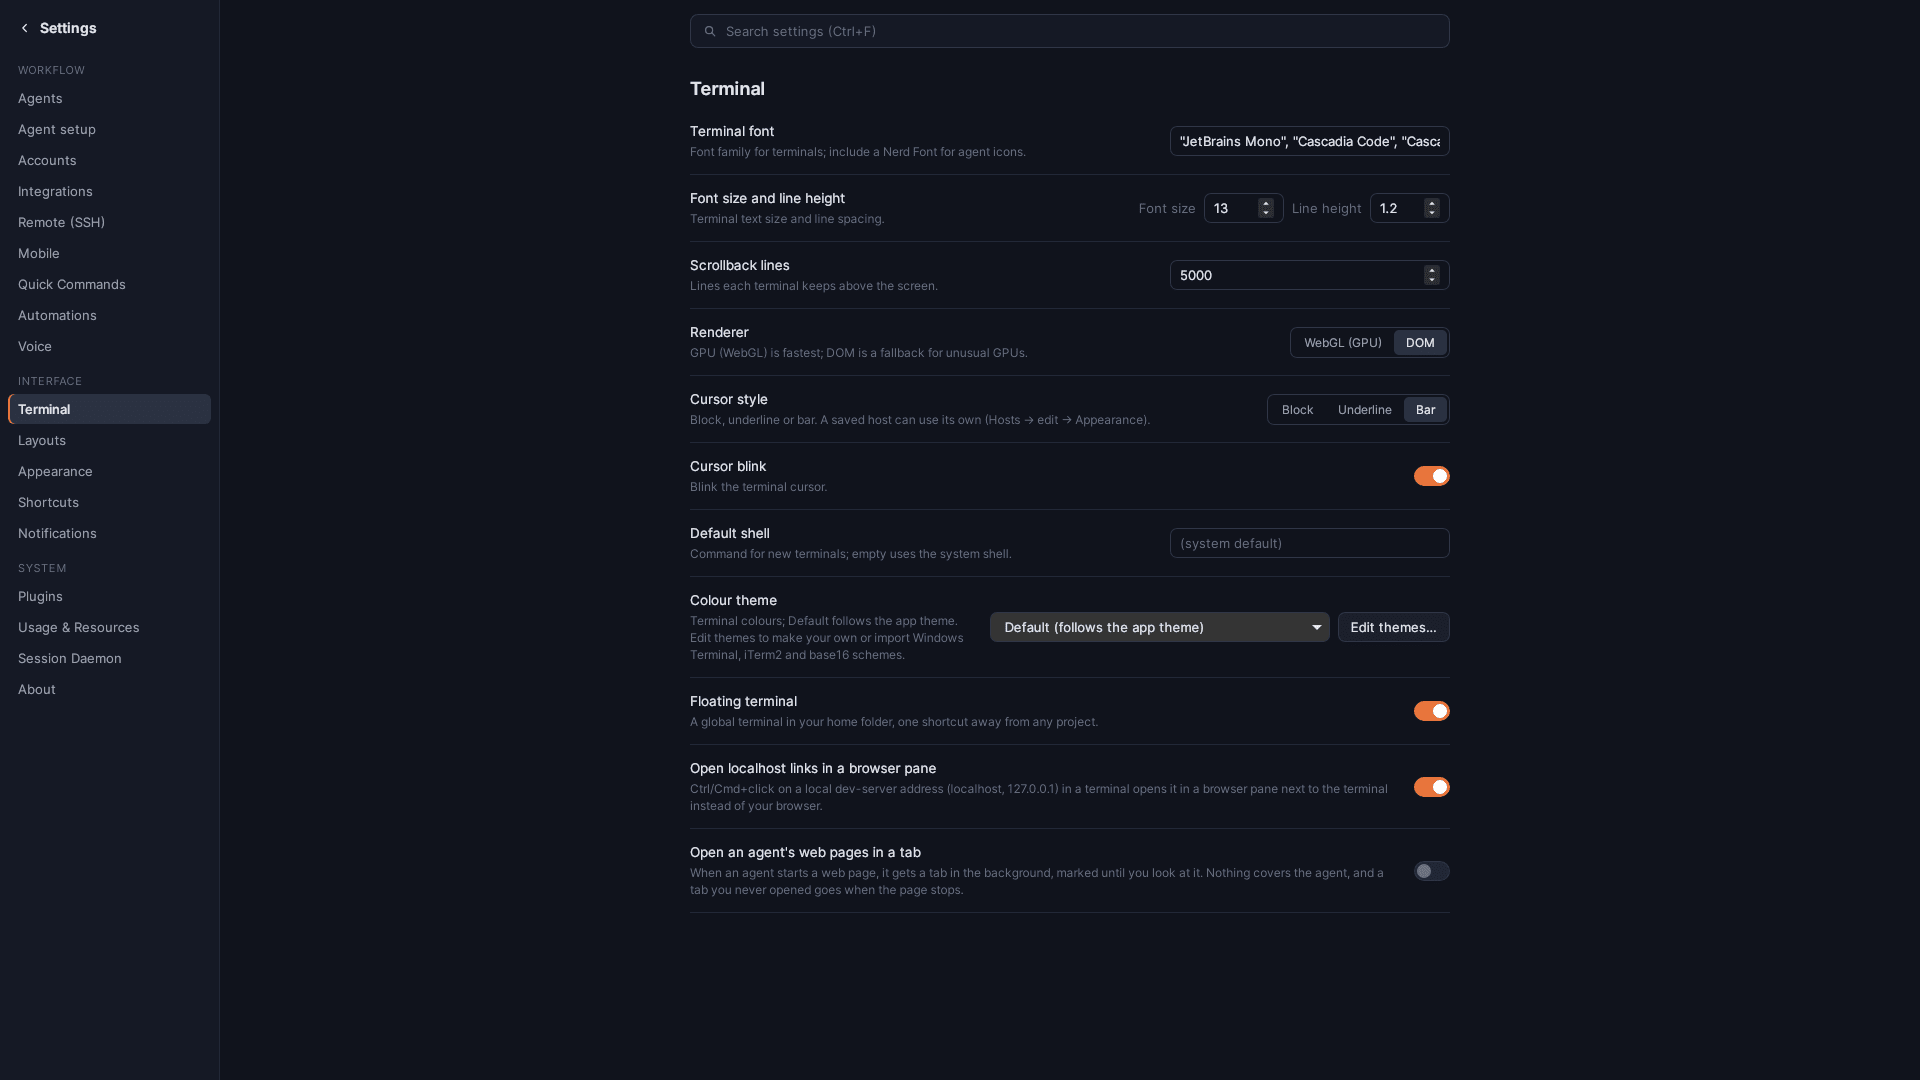 Settings
WORKFLOW
Agents
Agent setup
Accounts
Integrations
Remote (SSH)
Mobile
Quick Commands
Automations
Voice
INTERFACE
Terminal
Layouts
Appearance
Shortcuts
Notifications
SYSTEM
Plugins
Usage & Resources
Session Daemon
About
Search settings (Ctrl+F)
Terminal
Terminal font
Font family for terminals; include a Nerd Font for agent icons.
"JetBrains Mono", "Cascadia Code", "Casca
Font size and line height
Terminal text size and line spacing.
Font size 13 Line height 1.2
Scrollback lines
Lines each terminal keeps above the screen.
5000
Renderer
GPU (WebGL) is fastest; DOM is a fallback for unusual GPUs.
WebGL (GPU) DOM
Cursor style
Block, underline or bar. A saved host can use its own (Hosts → edit → Appearance).
Block Underline Bar
Cursor blink
Blink the terminal cursor.
Default shell
Command for new terminals; empty uses the system shell.
(system default)
Colour theme
Terminal colours; Default follows the app theme.
Edit themes to make your own or import Windows
Terminal, iTerm2 and base16 schemes.
Default (follows the app theme) Edit themes...
Floating terminal
A global terminal in your home folder, one shortcut away from any project.
Open localhost links in a browser pane
Ctrl/Cmd+click on a local dev-server address (localhost, 127.0.0.1) in a terminal opens it in a browser pane next to the terminal
instead of your browser.
Open an agent's web pages in a tab
When an agent starts a web page, it gets a tab in the background, marked until you look at it. Nothing covers the agent, and a
tab you never opened goes when the page stops.